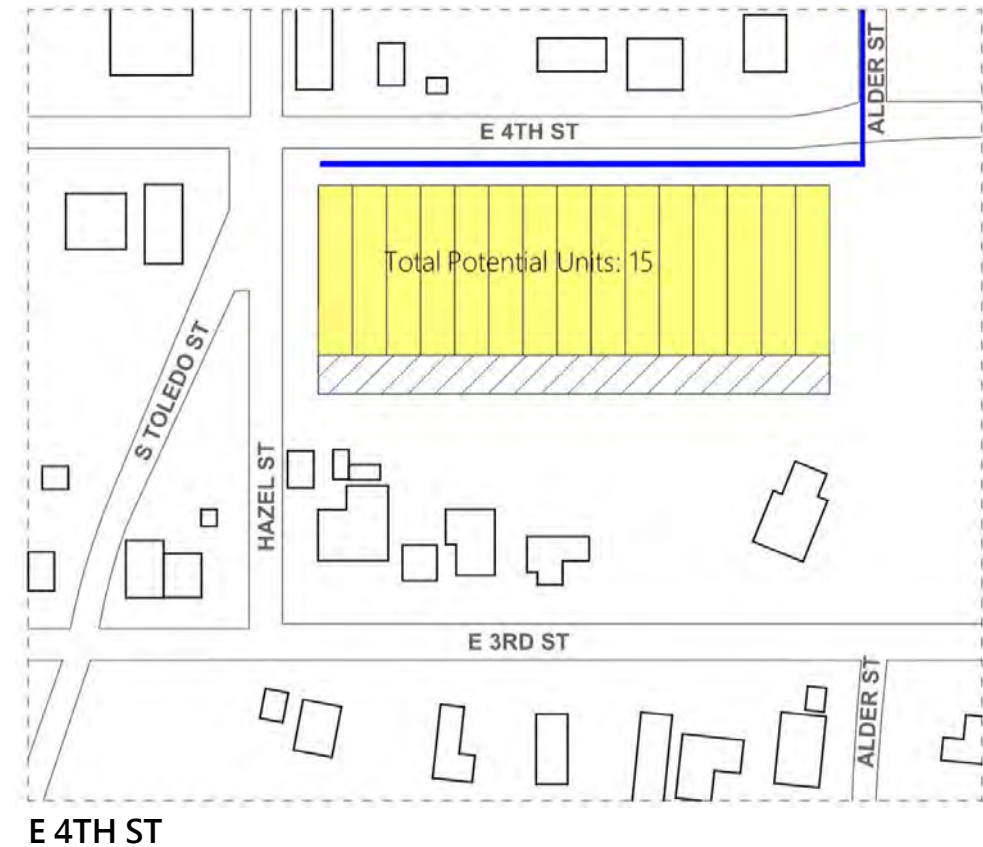 ALDER ST
E 4TH ST
Total Potential Units: 15
S TOLEDO ST
HAZEL ST
E 3RD ST
ALDER ST
E 4TH ST